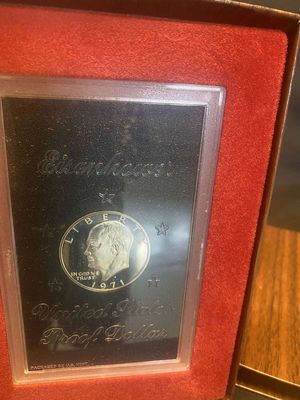 Eisenhower
LIBERTY
IN GOD WE
TRUST
1971
United States
Proof Dollar
PACKAGED BY U.S. MINT